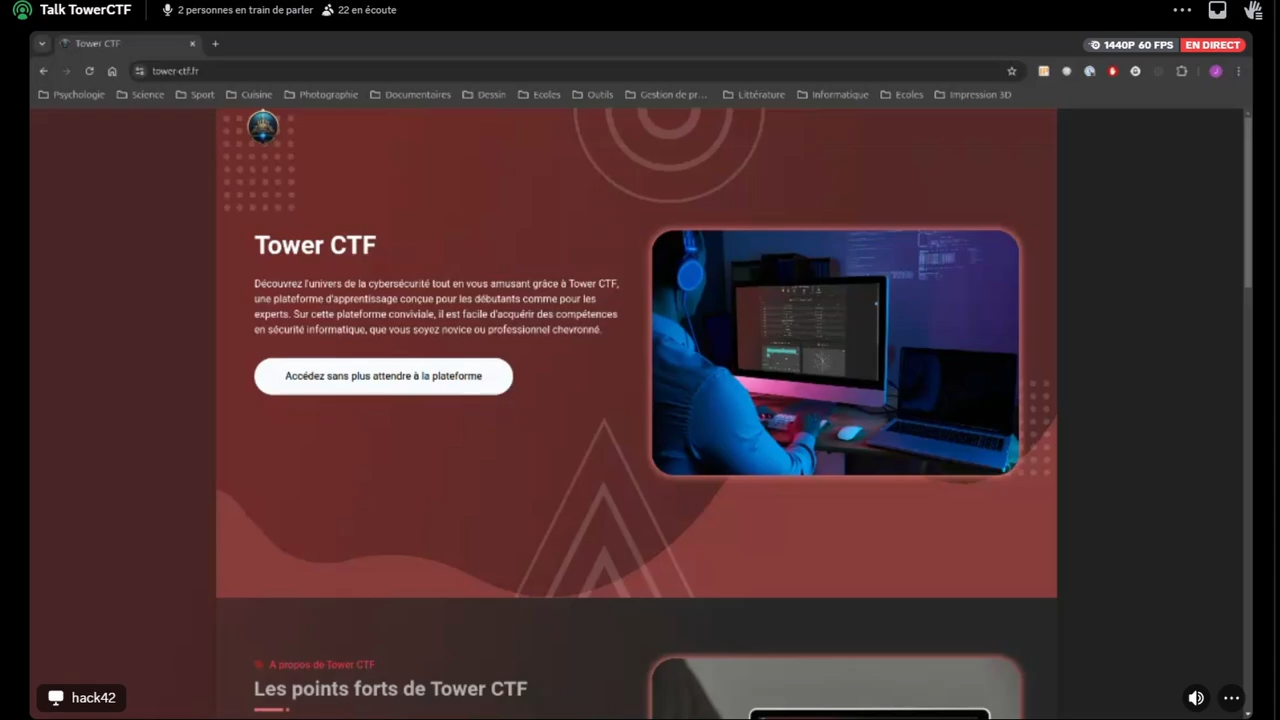 Talk TowerCTF
2 personnes en train de parler
22 en écoute
Tower CTF
1440P 60 FPS
EN DIRECT
tower-ctf.fr
Psychologie
Science
Sport
Cuisine
Photographie
Documentaires
Dessin
Ecoles
Outils
Gestion de pr...
Littérature
Informatique
Ecoles
Impression 3D
Tower CTF
Découvrez l'univers de la cybersécurité tout en vous amusant grâce à Tower CTF,
une plateforme d'apprentissage conçue pour les débutants comme pour les
experts. Sur cette plateforme conviviale, il est facile d'acquérir des compétences
en sécurité informatique, que vous soyez novice ou professionnel chevronné.
Accédez sans plus attendre à la plateforme
A propos de Tower CTF
Les points forts de Tower CTF
hack42